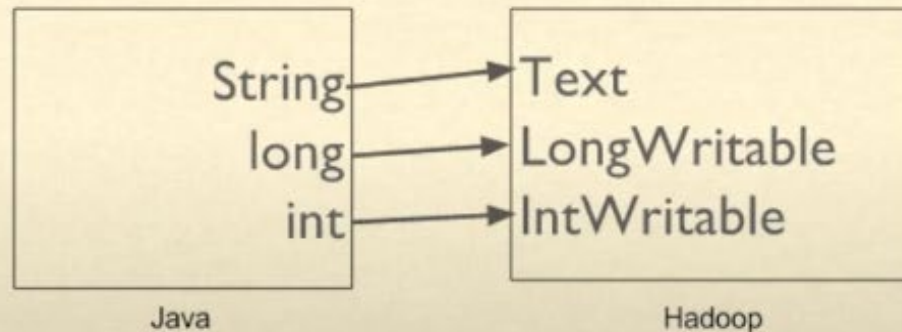 String Text
long LongWritable
int IntWritable
Java Hadoop